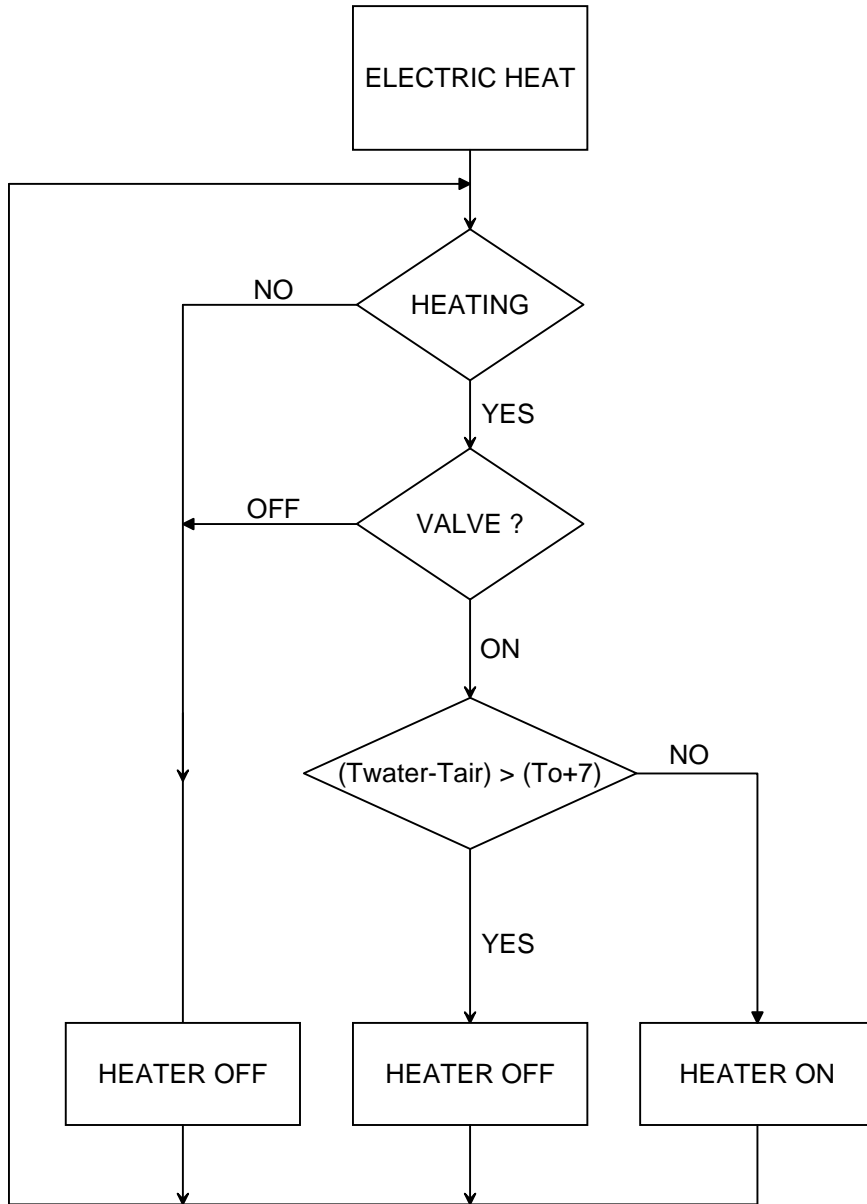 ELECTRIC HEAT
NO
HEATING
YES
OFF
VALVE ?
ON
(Twater-Tair) > (To+7)
NO
YES
HEATER OFF
HEATER OFF
HEATER ON